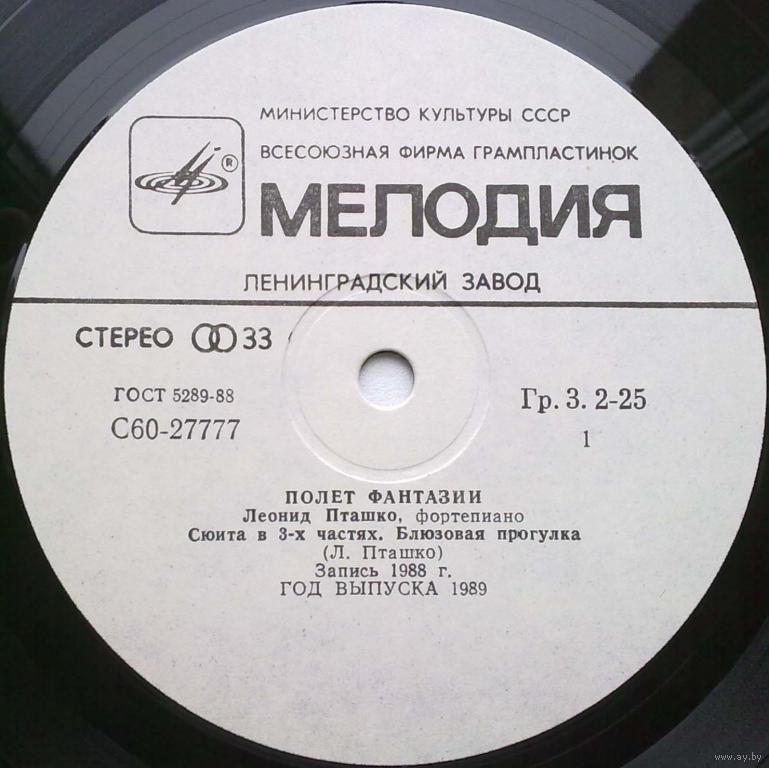 МИНИСТЕРСТВО КУЛЬТУРЫ СССР
ВСЕСОЮЗНАЯ ФИРМА ГРАМПЛАСТИНОК
®
МЕЛОДИЯ
ЛЕНИНГРАДСКИЙ ЗАВОД
СТЕРЕО 33
ГОСТ 5289-88
С60-27777
Гр. 3. 2-25
1
ПОЛЕТ ФАНТАЗИИ
Леонид Пташко, фортепиано
Сюита в 3-х частях. Блюзовая прогулка
(Л. Пташко)
Запись 1988 г.
ГОД ВЫПУСКА 1989
www.ay.by